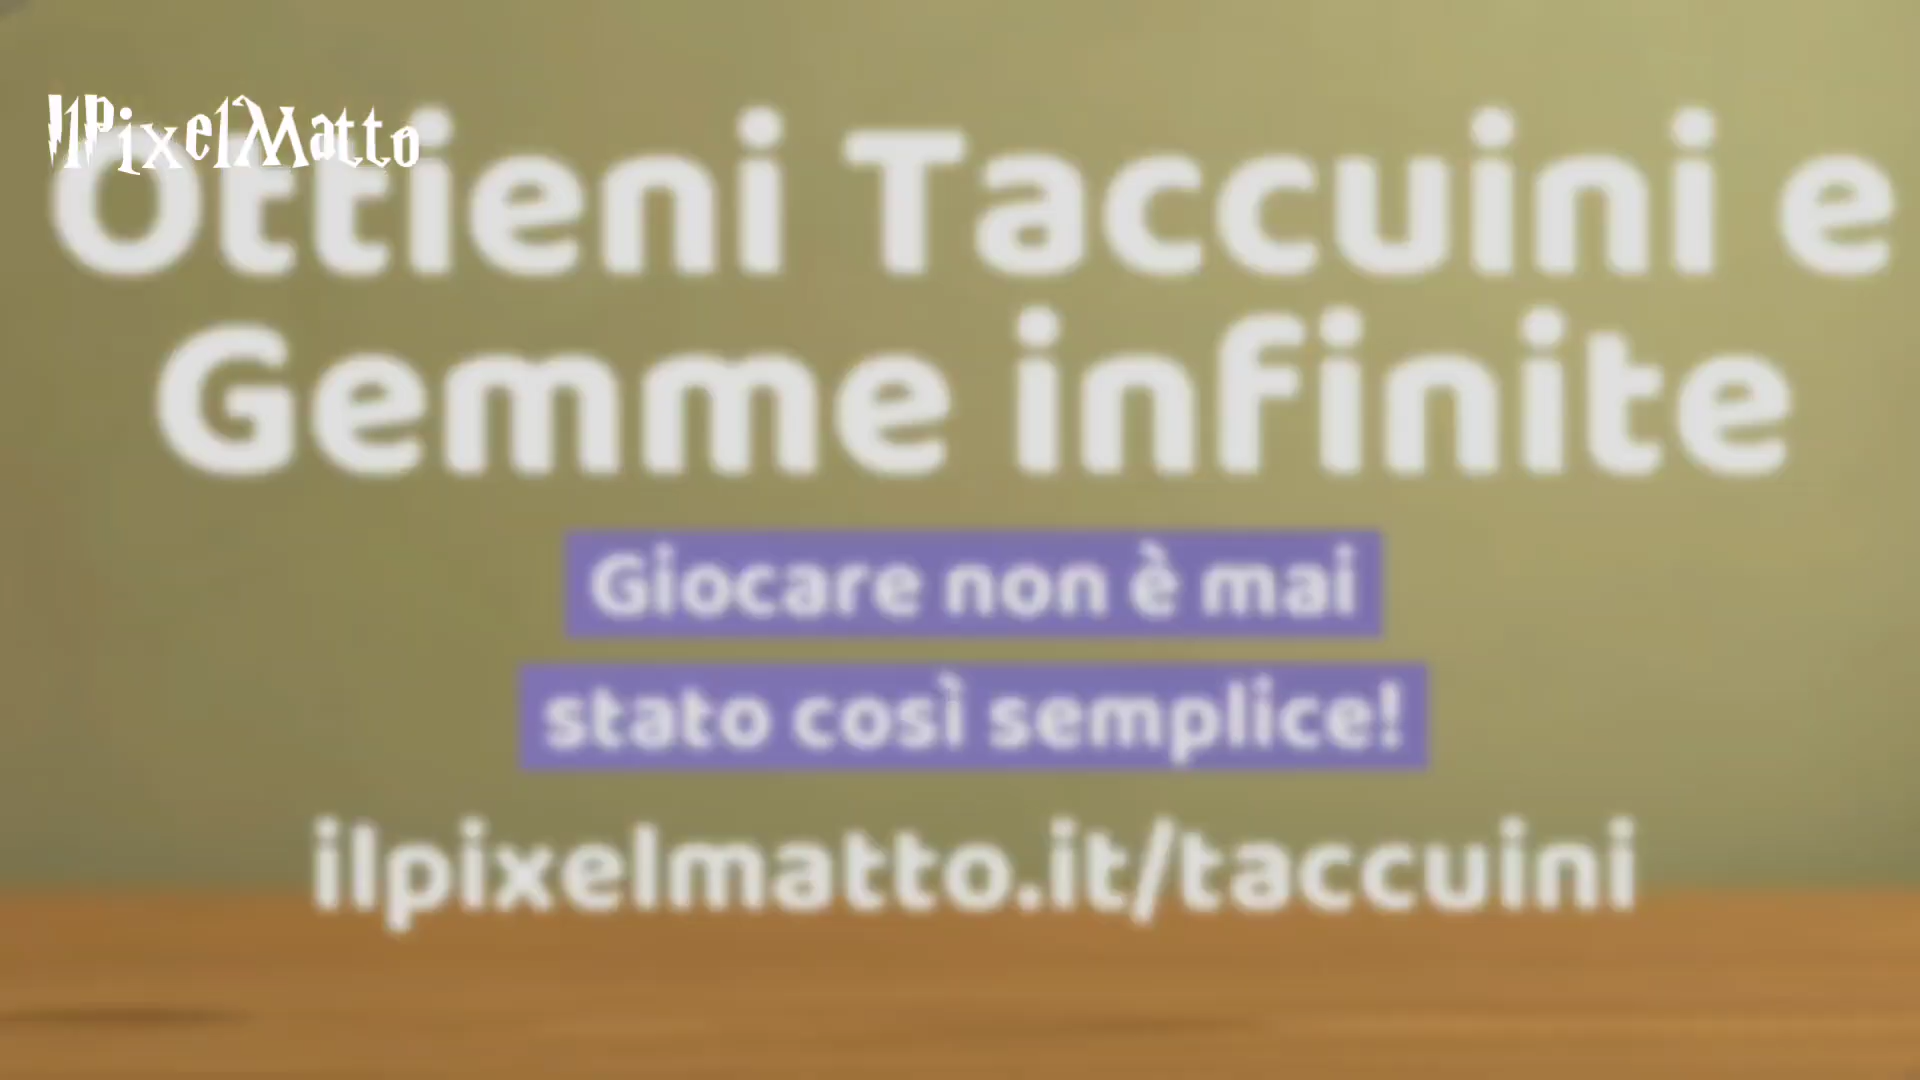 IlPixelMatto
Ottieni Taccuini e
Gemme infinite
Giocare non è mai
stato così semplice!
ilpixelmatto.it/taccuini